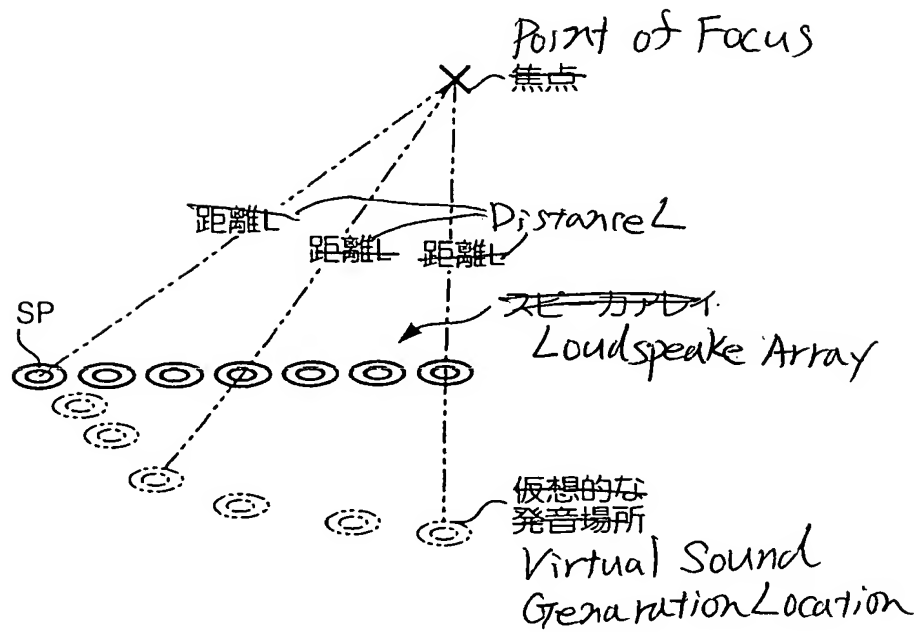 Point of Focus
焦点
距離L
Distance L
距離L
距離L
SP
スピーカアレイ
Loudspeake Array
仮想的な
発音場所
Virtual Sound
Genaration Location